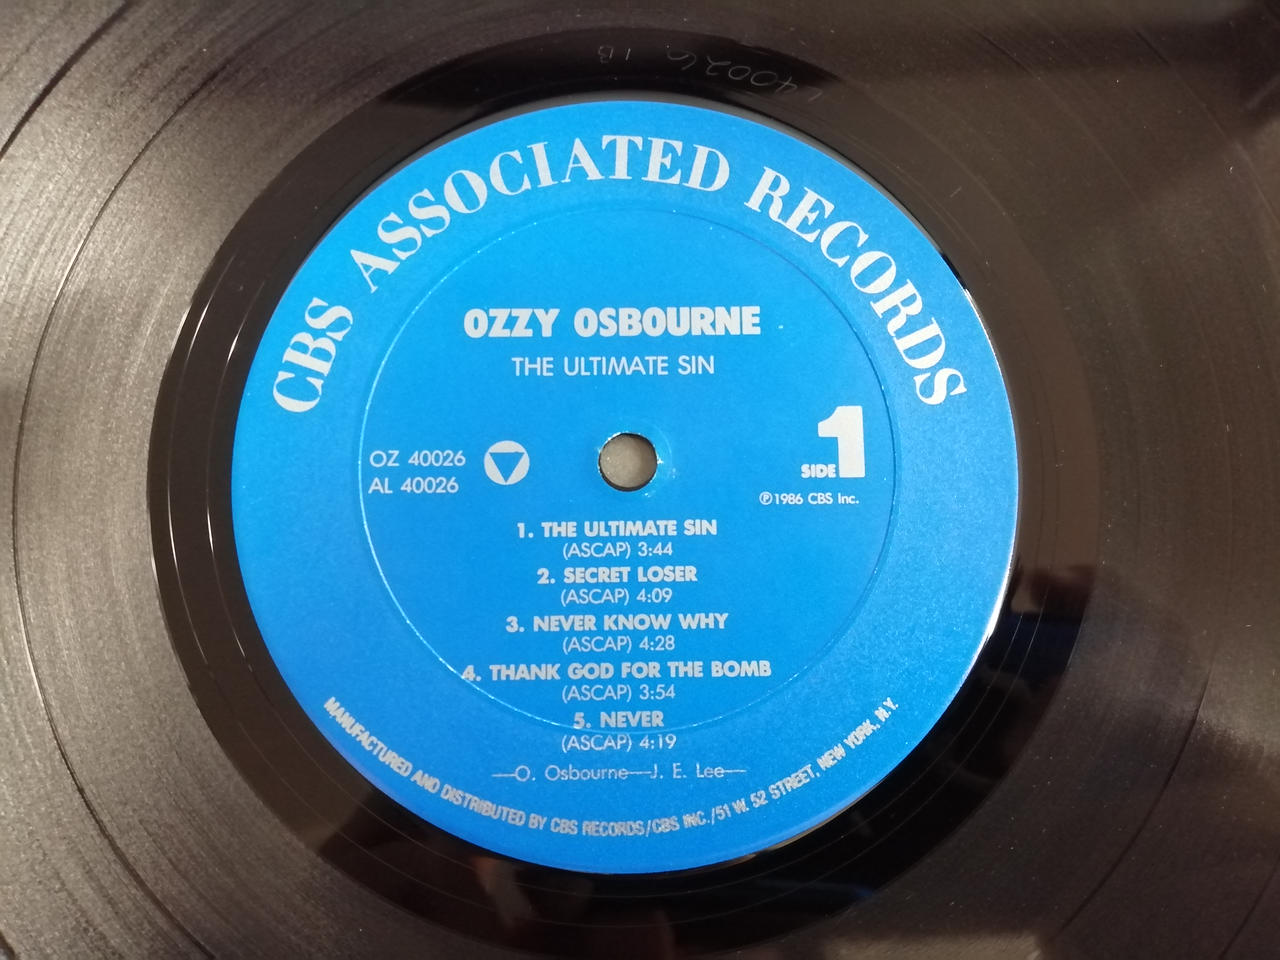 40026 1B
CBS ASSOCIATED RECORDS
OZZY OSBOURNE
THE ULTIMATE SIN
OZ 40026
AL 40026
SIDE 1
℗1986 CBS Inc.
1. THE ULTIMATE SIN
(ASCAP) 3:44
2. SECRET LOSER
(ASCAP) 4:09
3. NEVER KNOW WHY
(ASCAP) 4:28
4. THANK GOD FOR THE BOMB
(ASCAP) 3:54
5. NEVER
(ASCAP) 4:19
—O. Osbourne—J. E. Lee—
MANUFACTURED AND DISTRIBUTED BY CBS RECORDS/CBS INC./51 W. 52 STREET, NEW YORK, N.Y.